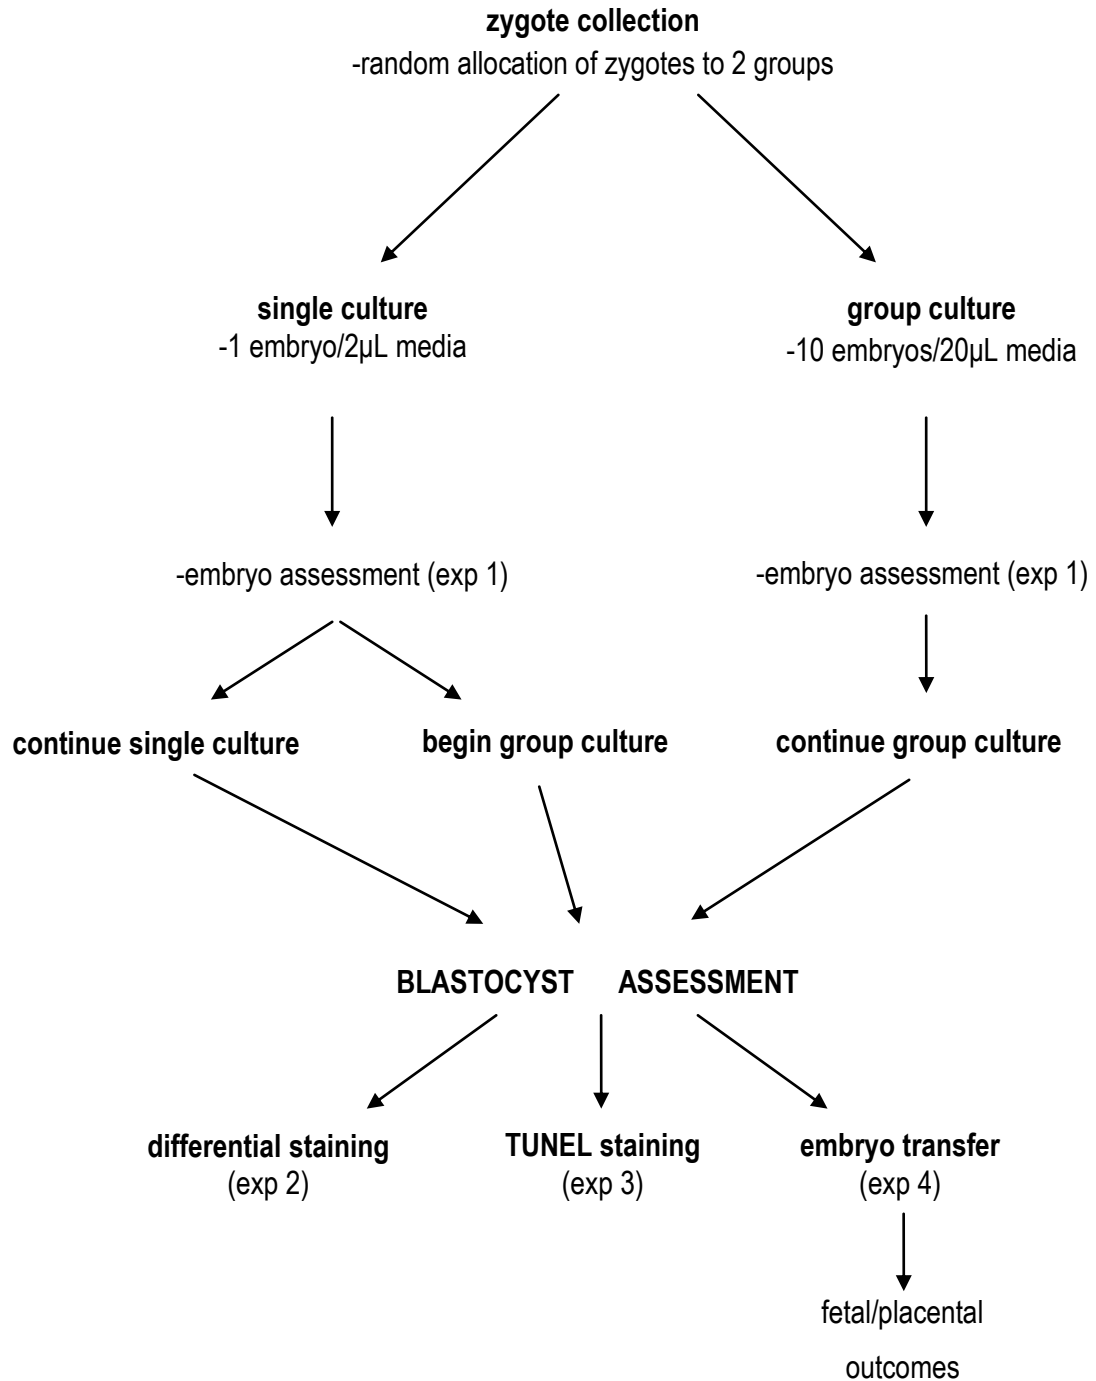 zygote collection
-random allocation of zygotes to 2 groups
single culture
-1 embryo/2µL media
group culture
-10 embryos/20µL media
-embryo assessment (exp 1)
-embryo assessment (exp 1)
continue single culture
begin group culture
continue group culture
BLASTOCYST ASSESSMENT
differential staining
(exp 2)
TUNEL staining
(exp 3)
embryo transfer
(exp 4)
fetal/placental
outcomes